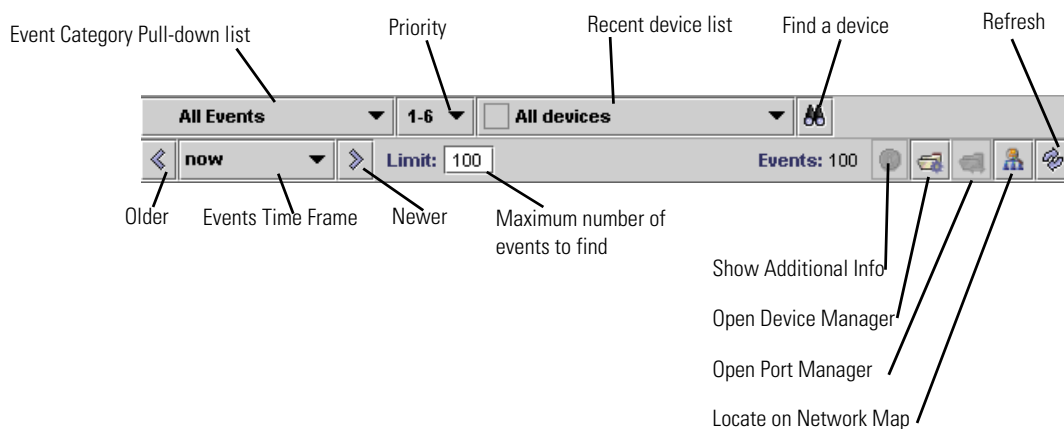 Event Category Pull-down list
Priority
Recent device list
Find a device
Refresh
All Events
1-6
All devices
now
Limit: 100
Events: 100
Older
Events Time Frame
Newer
Maximum number of
events to find
Show Additional Info
Open Device Manager
Open Port Manager
Locate on Network Map